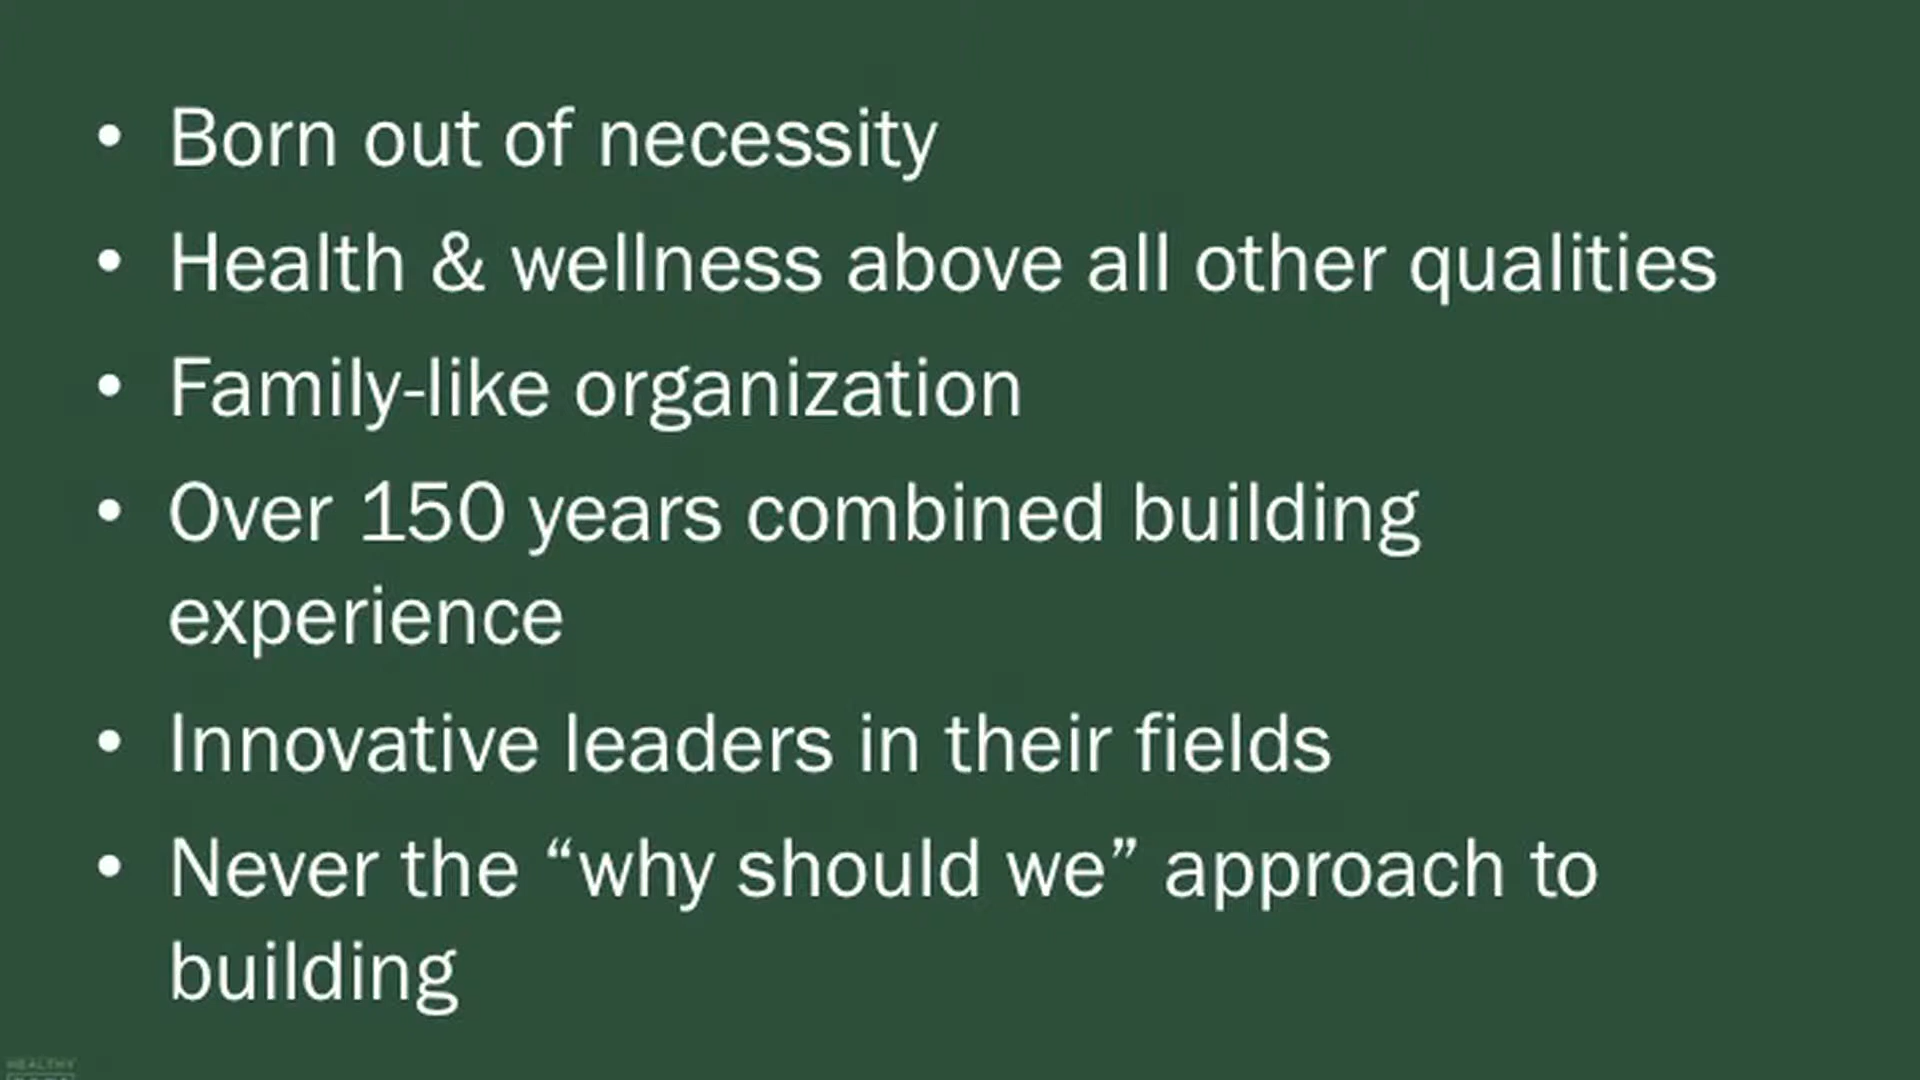 • Born out of necessity
• Health & wellness above all other qualities
• Family-like organization
• Over 150 years combined building
experience
• Innovative leaders in their fields
• Never the “why should we” approach to
building
HEALTHY